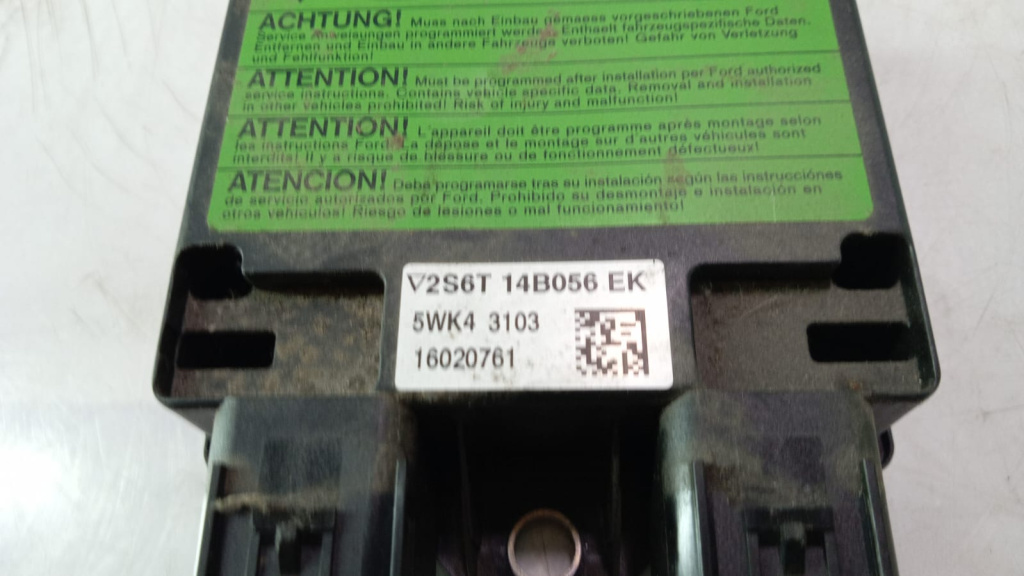 ACHTUNG! Muss nach Einbau gemaess vorgeschriebenen Ford
Service Anweisungen programmiert werden. Enthaelt fahrzeugspezifische Daten.
Entfernen und Einbau in andere Fahrzeuge verboten! Gefahr von Verletzung
und Fehlfunktion!
ATTENTION! Must be programmed after installation per Ford authorized
service instructions. Contains vehicle specific data. Removal and installation
in other vehicles prohibited! Risk of injury and malfunction!
ATTENTION! L'appareil doit être programme après montage selon
les instructions Ford. La dépose et le montage sur d'autres véhicules sont
interdits! Il y a risque de blessure ou de fonctionnement défectueux!
ATENCION! Debe programarse tras su instalación según las instrucciónes
de servicio autorizados pór Ford. Prohibido su desmontaje e instalación en
otros vehículos! Riesgo de lesiones o mal funcionamiento!
▽2S6T 14B056 EK
5WK4 3103
16020761